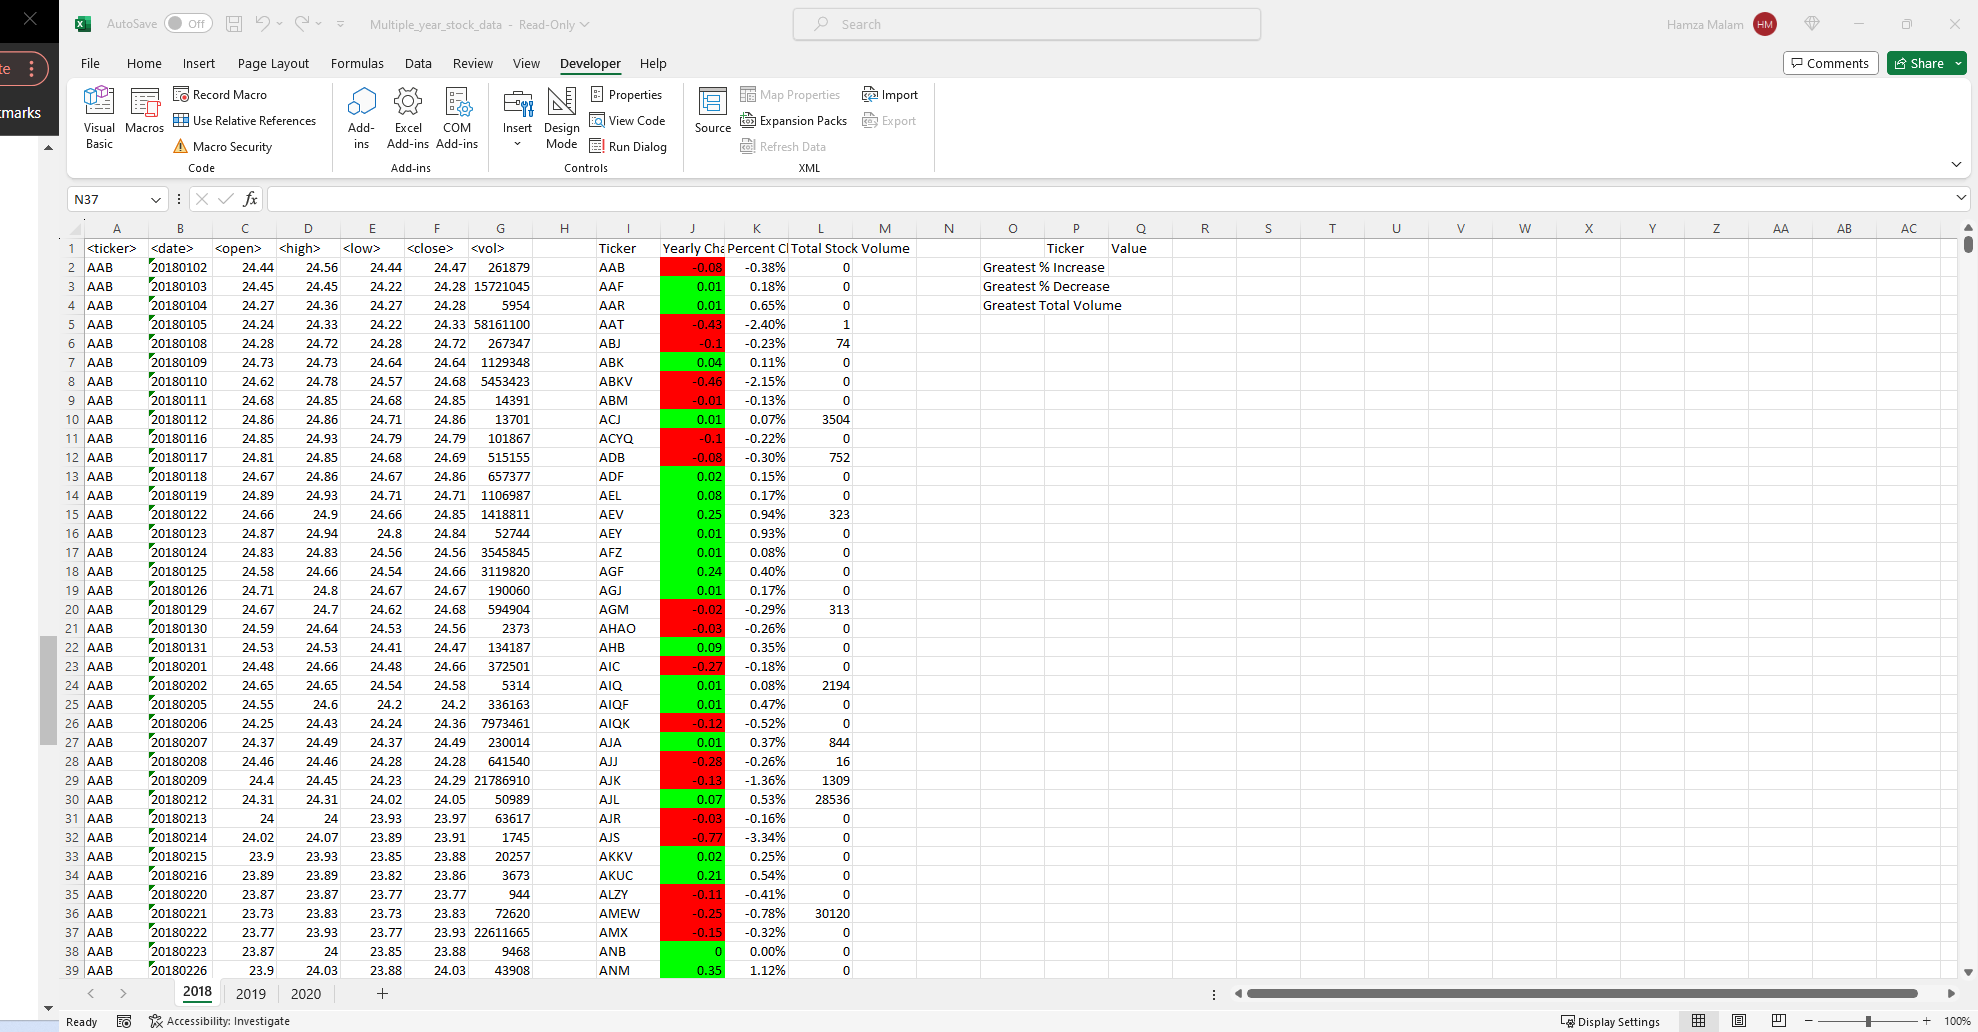 AutoSave Off Multiple_year_stock_data - Read-Only Search Hamza Malam HM
te
File Home Insert Page Layout Formulas Data Review View Developer Help Comments Share
kmarks
Visual Basic Macros Record Macro Use Relative References Macro Security Code
Add-ins Excel Add-ins COM Add-ins Add-ins
Insert Design Mode Properties View Code Run Dialog Controls
Source Map Properties Expansion Packs Refresh Data Import Export XML
N37 fx
A B C D E F G H I J K L M N O P Q R S T U V W X Y Z AA AB AC
1 <ticker> <date> <open> <high> <low> <close> <vol> Ticker Yearly Cha Percent Cl Total Stock Volume Ticker Value
2 AAB 20180102 24.44 24.56 24.44 24.47 261879 AAB -0.08 -0.38% 0 Greatest % Increase
3 AAB 20180103 24.45 24.45 24.22 24.28 15721045 AAF 0.01 0.18% 0 Greatest % Decrease
4 AAB 20180104 24.27 24.36 24.27 24.28 5954 AAR 0.01 0.65% 0 Greatest Total Volume
5 AAB 20180105 24.24 24.33 24.22 24.33 58161100 AAT -0.43 -2.40% 1
6 AAB 20180108 24.28 24.72 24.28 24.72 267347 ABJ -0.1 -0.23% 74
7 AAB 20180109 24.73 24.73 24.64 24.64 1129348 ABK 0.04 0.11% 0
8 AAB 20180110 24.62 24.78 24.57 24.68 5453423 ABKV -0.46 -2.15% 0
9 AAB 20180111 24.68 24.85 24.68 24.85 14391 ABM -0.01 -0.13% 0
10 AAB 20180112 24.86 24.86 24.71 24.86 13701 ACJ 0.01 0.07% 3504
11 AAB 20180116 24.85 24.93 24.79 24.79 101867 ACYQ -0.1 -0.22% 0
12 AAB 20180117 24.81 24.85 24.68 24.69 515155 ADB -0.08 -0.30% 752
13 AAB 20180118 24.67 24.86 24.67 24.86 657377 ADF 0.02 0.15% 0
14 AAB 20180119 24.89 24.93 24.71 24.71 1106987 AEL 0.08 0.17% 0
15 AAB 20180122 24.66 24.9 24.66 24.85 1418811 AEV 0.25 0.94% 323
16 AAB 20180123 24.87 24.94 24.8 24.84 52744 AEY 0.01 0.93% 0
17 AAB 20180124 24.83 24.83 24.56 24.56 3545845 AFZ 0.01 0.08% 0
18 AAB 20180125 24.58 24.66 24.54 24.66 3119820 AGF 0.24 0.40% 0
19 AAB 20180126 24.71 24.8 24.67 24.67 190060 AGJ 0.01 0.17% 0
20 AAB 20180129 24.67 24.7 24.62 24.68 594904 AGM -0.02 -0.29% 313
21 AAB 20180130 24.59 24.64 24.53 24.56 2373 AHAO -0.03 -0.26% 0
22 AAB 20180131 24.53 24.53 24.41 24.47 134187 AHB 0.09 0.35% 0
23 AAB 20180201 24.48 24.66 24.48 24.66 372501 AIC -0.27 -0.18% 0
24 AAB 20180202 24.65 24.65 24.54 24.58 5314 AIQ 0.01 0.08% 2194
25 AAB 20180205 24.55 24.6 24.2 24.2 336163 AIQF 0.01 0.47% 0
26 AAB 20180206 24.25 24.43 24.24 24.36 7973461 AIQK -0.12 -0.52% 0
27 AAB 20180207 24.37 24.49 24.37 24.49 230014 AJA 0.01 0.37% 844
28 AAB 20180208 24.46 24.46 24.28 24.28 641540 AJJ -0.28 -0.26% 16
29 AAB 20180209 24.4 24.45 24.23 24.29 21786910 AJK -0.13 -1.36% 1309
30 AAB 20180212 24.31 24.31 24.02 24.05 50989 AJL 0.07 0.53% 28536
31 AAB 20180213 24 24 23.93 23.97 63617 AJR -0.03 -0.16% 0
32 AAB 20180214 24.02 24.07 23.89 23.91 1745 AJS -0.77 -3.34% 0
33 AAB 20180215 23.9 23.93 23.85 23.88 20257 AKKV 0.02 0.25% 0
34 AAB 20180216 23.89 23.89 23.82 23.86 3673 AKUC 0.21 0.54% 0
35 AAB 20180220 23.87 23.87 23.77 23.77 944 ALZY -0.11 -0.41% 0
36 AAB 20180221 23.73 23.83 23.73 23.83 72620 AMEW -0.25 -0.78% 30120
37 AAB 20180222 23.77 23.93 23.77 23.93 22611665 AMX -0.15 -0.32% 0
38 AAB 20180223 23.87 24 23.85 23.88 9468 ANB 0 0.00% 0
39 AAB 20180226 23.9 24.03 23.88 24.03 43908 ANM 0.35 1.12% 0
2018 2019 2020
Ready Accessibility: Investigate Display Settings 100%